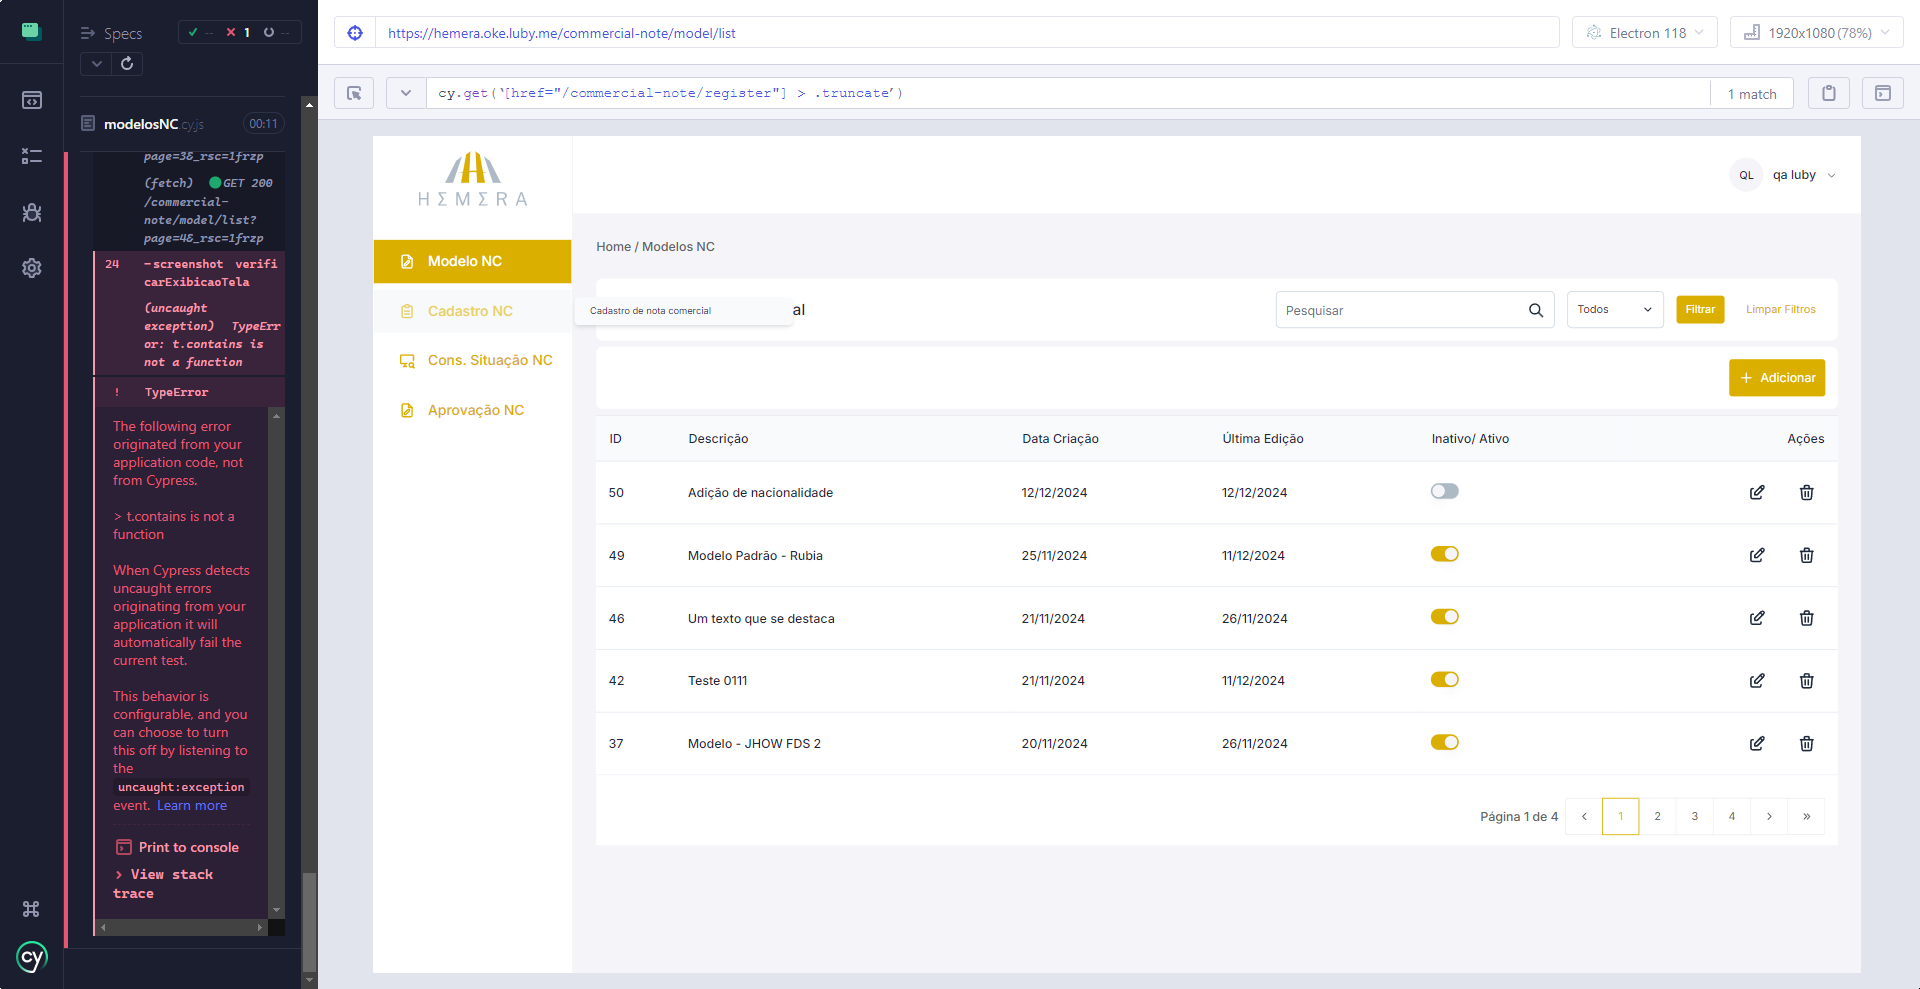 Specs
-- 1 --
modelosNC.cy.js 00:11
page=3&_rsc=1frzp
(fetch) GET 200
/commercial-
note/model/list?
page=4&_rsc=1frzp
24 -screenshot verifi
carExibicaoTela
(uncaught
exception) TypeErr
or: t.contains is
not a function
! TypeError
The following error
originated from your
application code, not
from Cypress.
> t.contains is not a
function
When Cypress detects
uncaught errors
originating from your
application it will
automatically fail the
current test.
This behavior is
configurable, and you
can choose to turn
this off by listening to
the
uncaught:exception
event. Learn more
Print to console
> View stack
trace
cy
https://hemera.oke.luby.me/commercial-note/model/list
Electron 118
1920x1080 (78%)
cy.get('[href="/commercial-note/register"] > .truncate')
1 match
HΣMΣRA
QL qa luby
Modelo NC
Cadastro NC
Cons. Situação NC
Aprovação NC
Home / Modelos NC
Cadastro de nota comercial
al
Pesquisar
Todos
Filtrar
Limpar Filtros
+ Adicionar
ID Descrição Data Criação Última Edição Inativo/ Ativo Ações
50 Adição de nacionalidade 12/12/2024 12/12/2024
49 Modelo Padrão - Rubia 25/11/2024 11/12/2024
46 Um texto que se destaca 21/11/2024 26/11/2024
42 Teste 0111 21/11/2024 11/12/2024
37 Modelo - JHOW FDS 2 20/11/2024 26/11/2024
Página 1 de 4 ‹ 1 2 3 4 › »